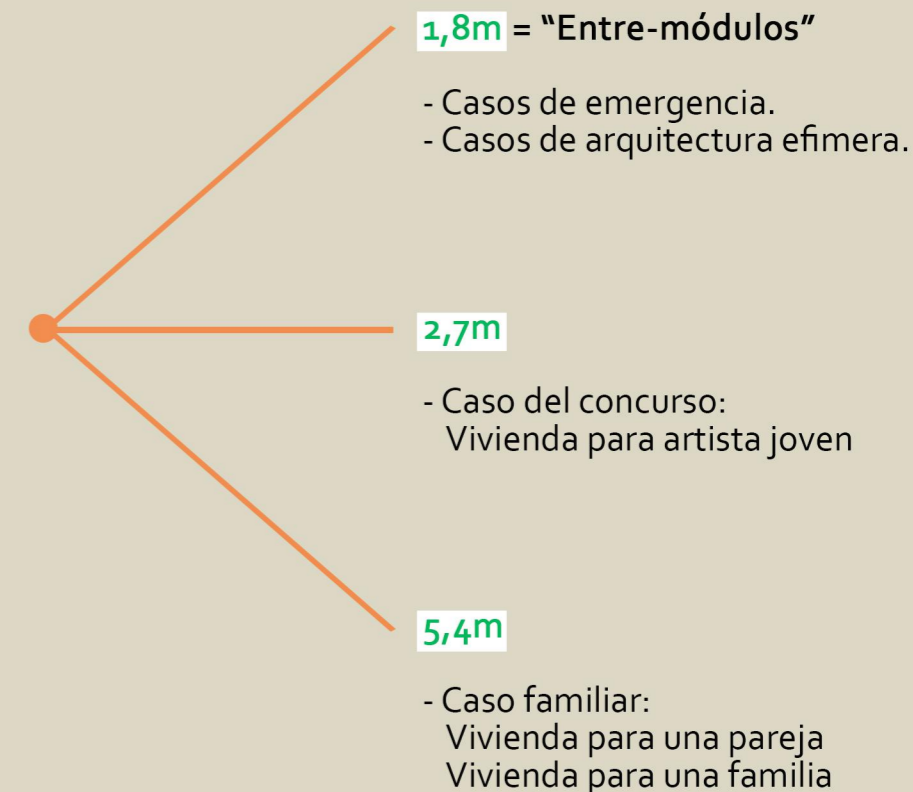 1,8m = “Entre-módulos”
- Casos de emergencia.
- Casos de arquitectura efimera.
2,7m
- Caso del concurso:
Vivienda para artista joven
5,4m
- Caso familiar:
Vivienda para una pareja
Vivienda para una familia